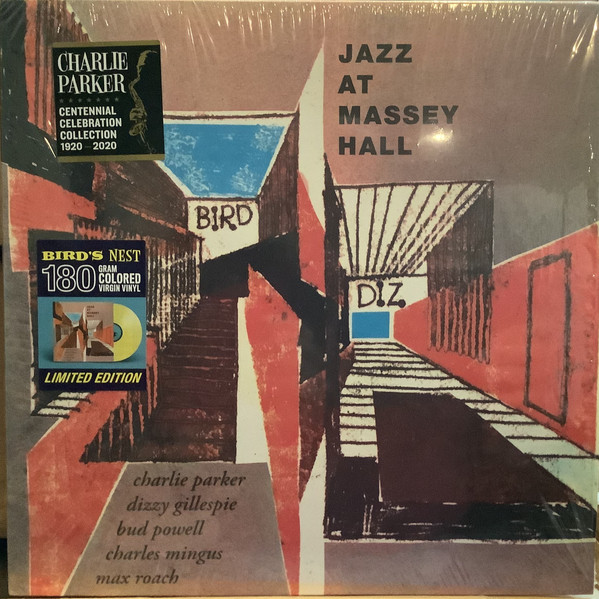 JAZZ
AT
MASSEY
HALL
CHARLIE
PARKER
CENTENNIAL
CELEBRATION
COLLECTION
1920 - 2020
BIRD
BIRD'S NEST
180 GRAM
COLORED
VIRGIN VINYL
LIMITED EDITION
DIZ
charlie parker
dizzy gillespie
bud powell
charles mingus
max roach